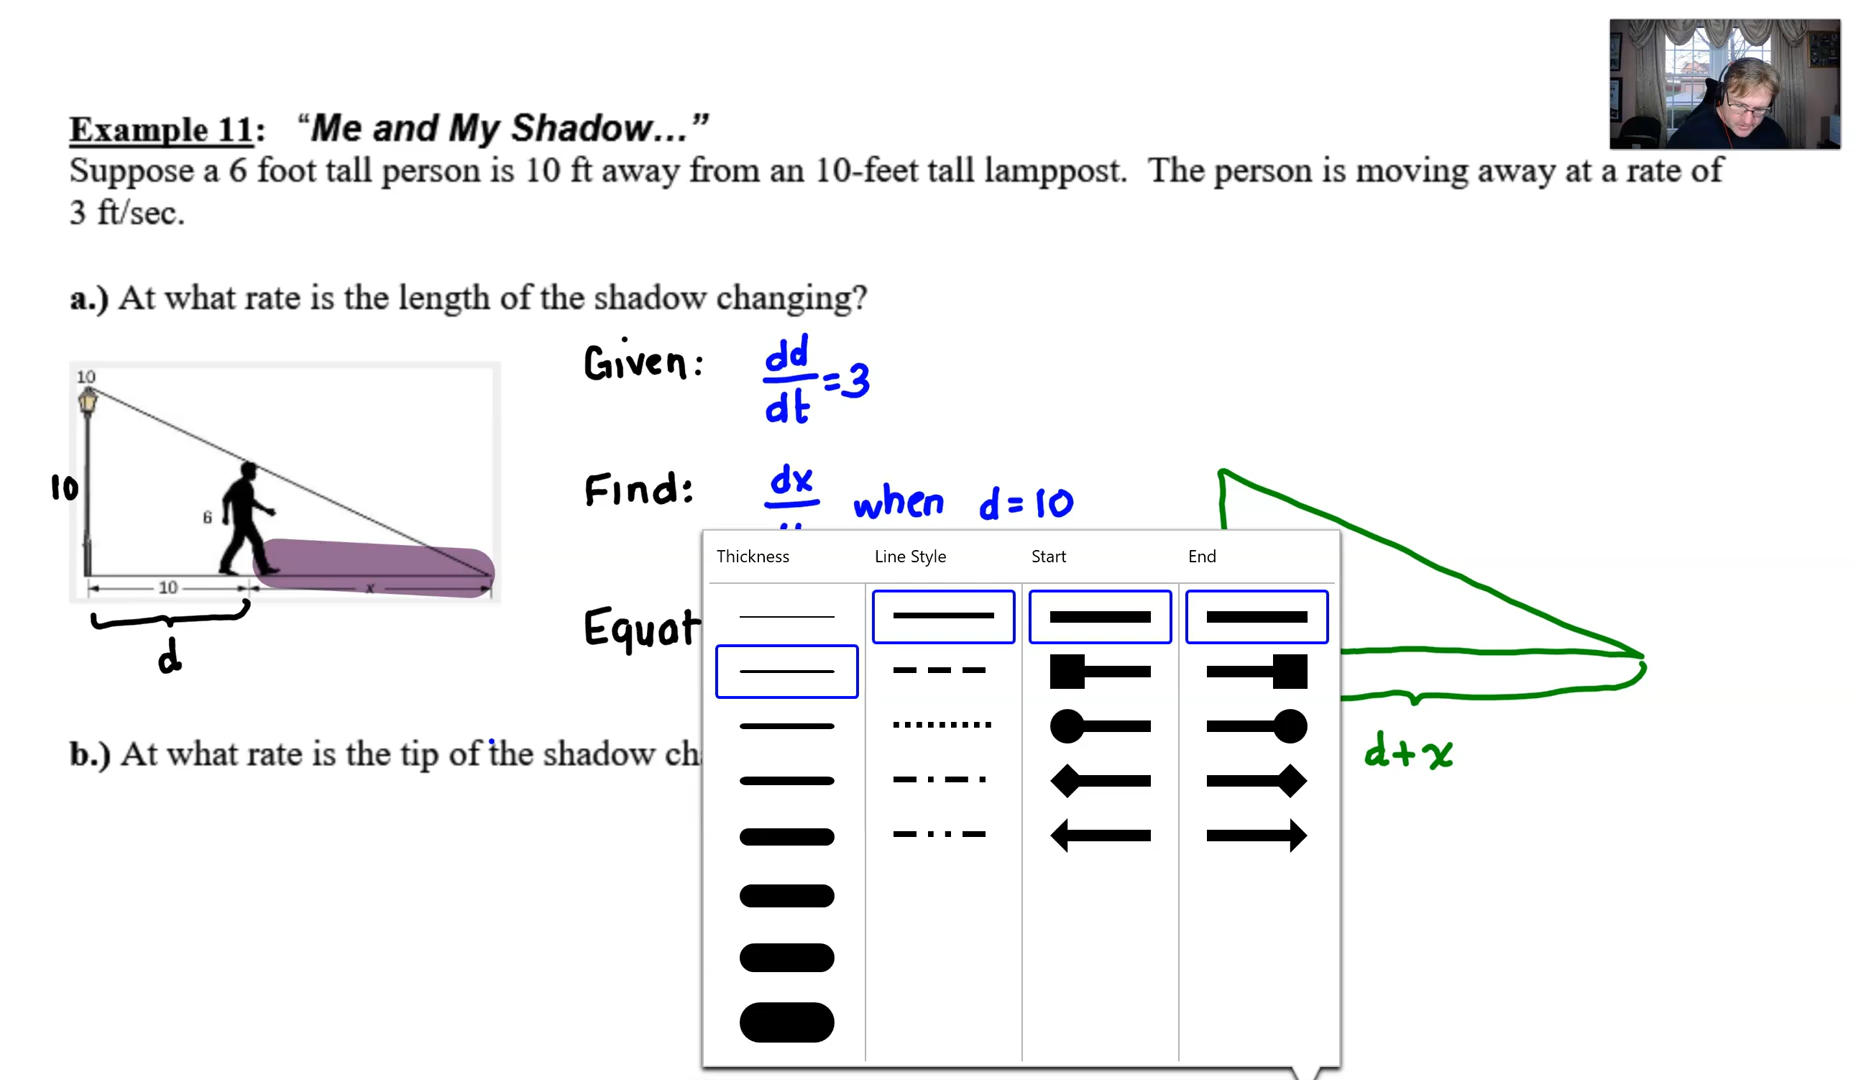 Example 11: “Me and My Shadow...”
Suppose a 6 foot tall person is 10 ft away from an 10-feet tall lamppost. The person is moving away at a rate of
3 ft/sec.
a.) At what rate is the length of the shadow changing?
Given: dd/dt = 3
10
10
6
10 x
d
Find: dx when d = 10
Equat
Thickness Line Style Start End
b.) At what rate is the tip of the shadow ch
d + x